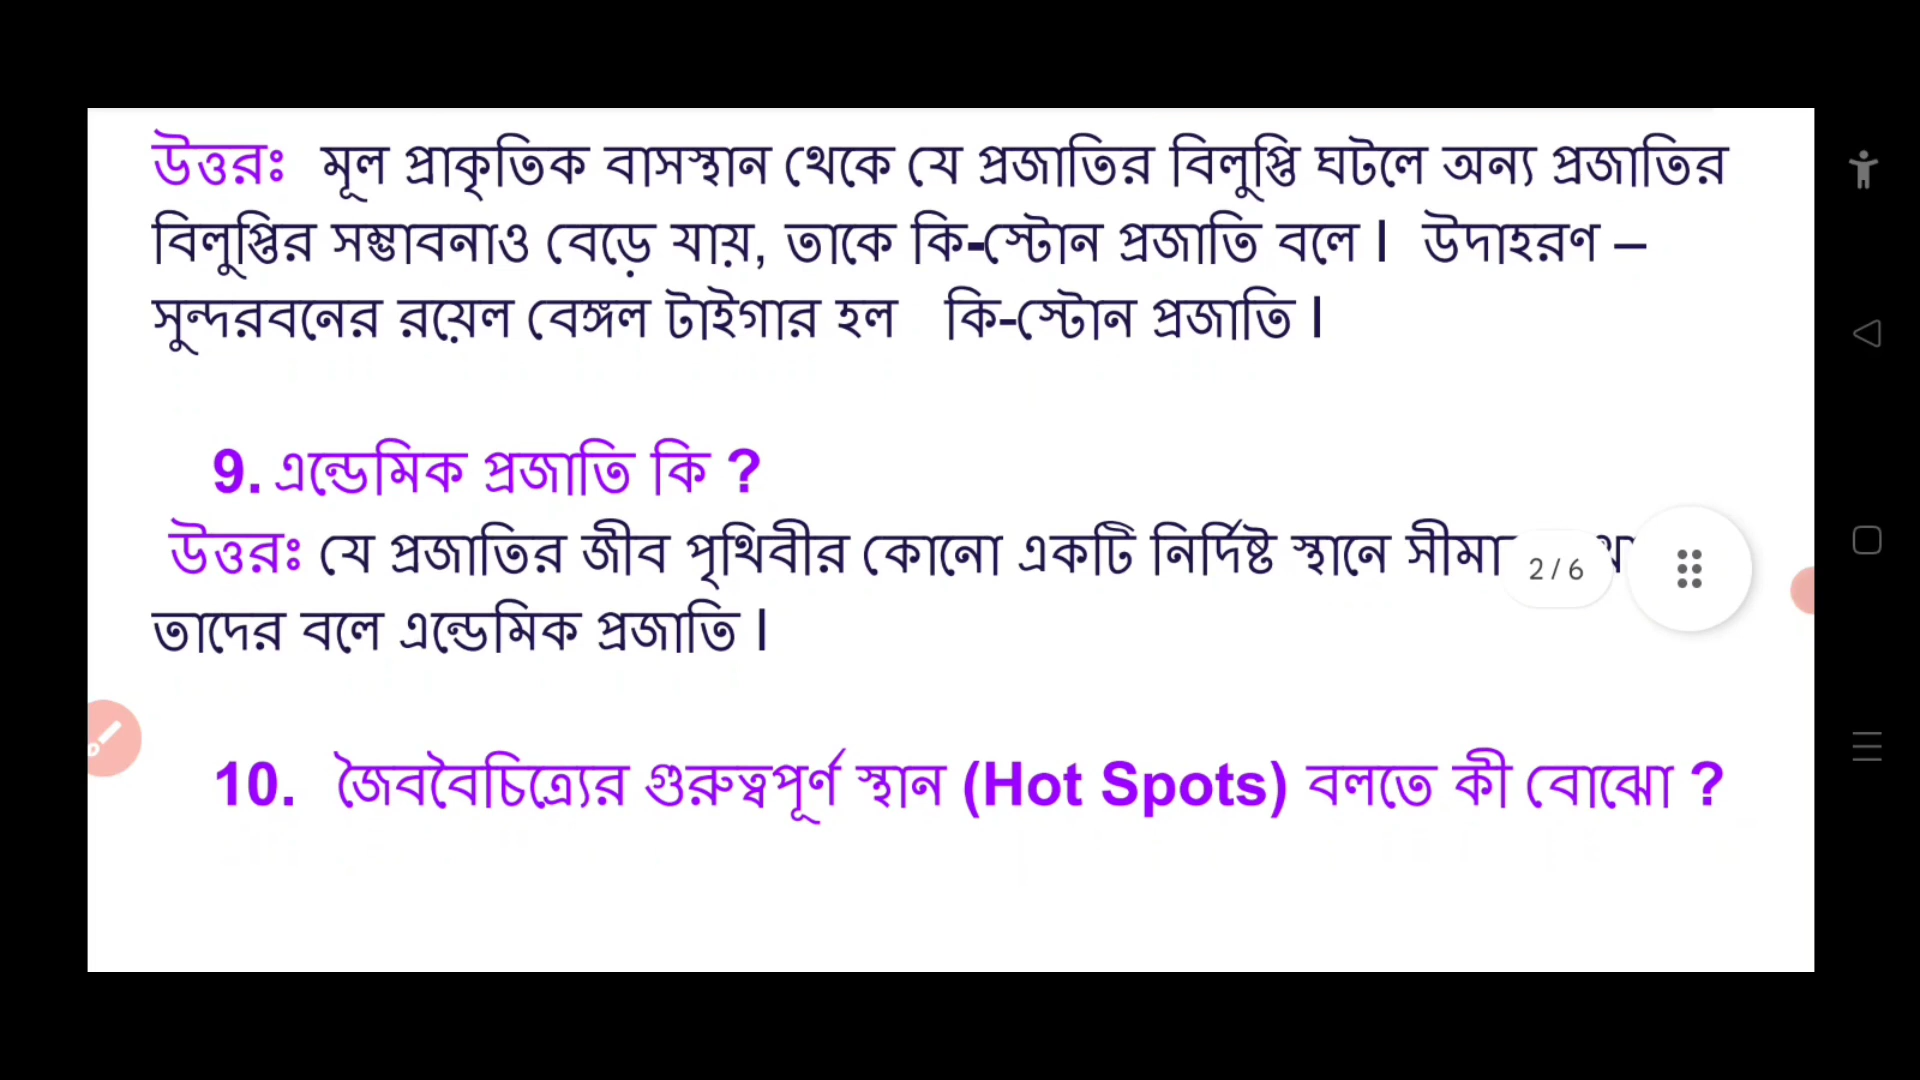 উত্তরঃ মূল প্রাকৃতিক বাসস্থান থেকে যে প্রজাতির বিলুপ্তি ঘটলে অন্য প্রজাতির
বিলুপ্তির সম্ভাবনাও বেড়ে যায়, তাকে কি-স্টোন প্রজাতি বলে। উদাহরণ –
সুন্দরবনের রয়েল বেঙ্গল টাইগার হল কি-স্টোন প্রজাতি।
9. এন্ডেমিক প্রজাতি কি ?
উত্তরঃ যে প্রজাতির জীব পৃথিবীর কোনো একটি নির্দিষ্ট স্থানে
2 / 6
তাদের বলে এন্ডেমিক প্রজাতি।
10. জৈববৈচিত্র্যের গুরুত্বপূর্ণ স্থান (Hot Spots) বলতে কী বোঝো ?